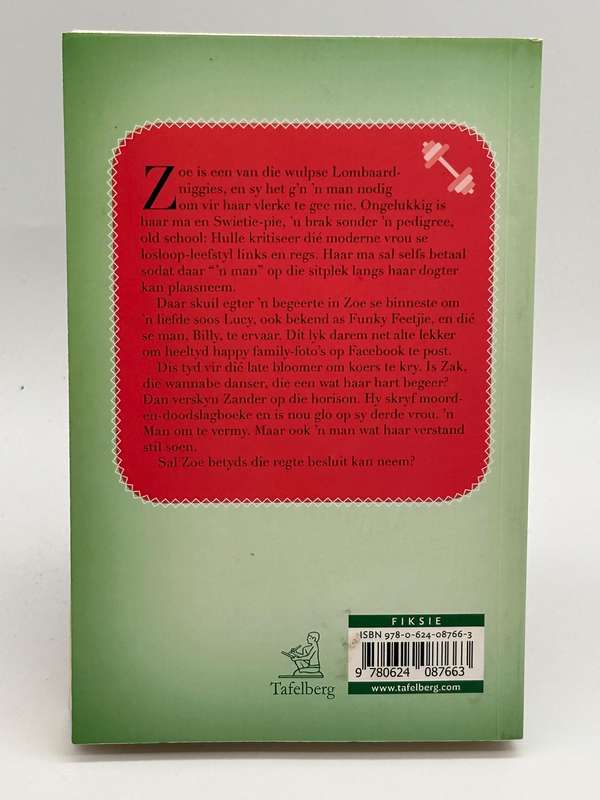 Zoe is een van die wulpse Lombaard-
niggies, en sy het g'n 'n man nodig
om vir haar vlerke te gee nie. Ongelukkig is
haar ma en Swietie-pie, 'n brak sonder 'n pedigree,
old school: Hulle kritiseer dié moderne vrou se
losloop-leefstyl links en regs. Haar ma sal selfs betaal
sodat daar “'n man” op die sitplek langs haar dogter
kan plaasneem.
Daar skuil egter 'n begeerte in Zoe se binneste om
'n liefde soos Lucy, ook bekend as Funky Feetjie, en dié
se man, Billy, te ervaar. Dit lyk darem net alte lekker
om heeltyd happy family-foto's op Facebook te post.
Dis tyd vir dié late bloomer om koers te kry. Is Zak,
die wannabe danser, die een wat haar hart begeer?
Dan verskyn Zander op die horison. Hy skryf moord-
en-doodslagboeke en is nou glo op sy derde vrou. 'n
Man om te vermy. Maar ook 'n man wat haar verstand
stil soen.
Sal Zoe betyds die regte besluit kan neem?
Tafelberg
FIKSIE
ISBN 978-0-624-08766-3
9 780624 087663
www.tafelberg.com